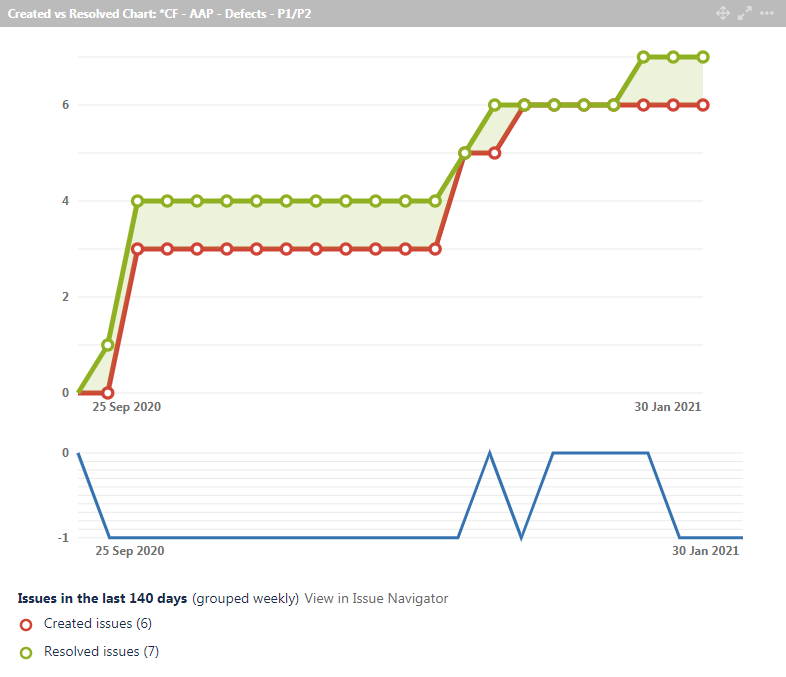 Created vs Resolved Chart: *CF - AAP - Defects - P1/P2
6
4
2
0
25 Sep 2020 30 Jan 2021
0
-1
25 Sep 2020 30 Jan 2021
Issues in the last 140 days (grouped weekly) View in Issue Navigator
Created issues (6)
Resolved issues (7)